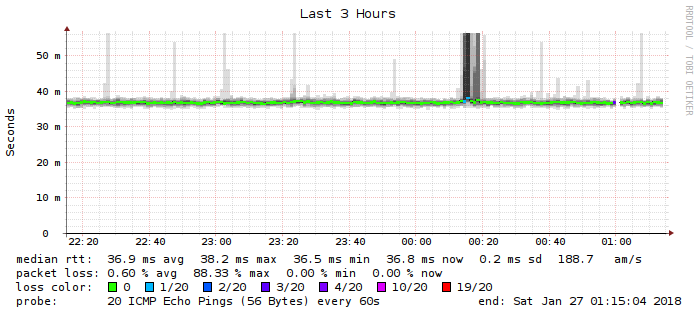 Last 3 Hours
RRDTOOL / TOBI OETIKER
Seconds
50 m
40 m
30 m
20 m
10 m
0
22:20 22:40 23:00 23:20 23:40 00:00 00:20 00:40 01:00
median rtt: 36.9 ms avg 38.2 ms max 36.5 ms min 36.8 ms now 0.2 ms sd 188.7 am/s
packet loss: 0.60 % avg 88.33 % max 0.00 % min 0.00 % now
loss color: 0 1/20 2/20 3/20 4/20 10/20 19/20
probe: 20 ICMP Echo Pings (56 Bytes) every 60s end: Sat Jan 27 01:15:04 2018